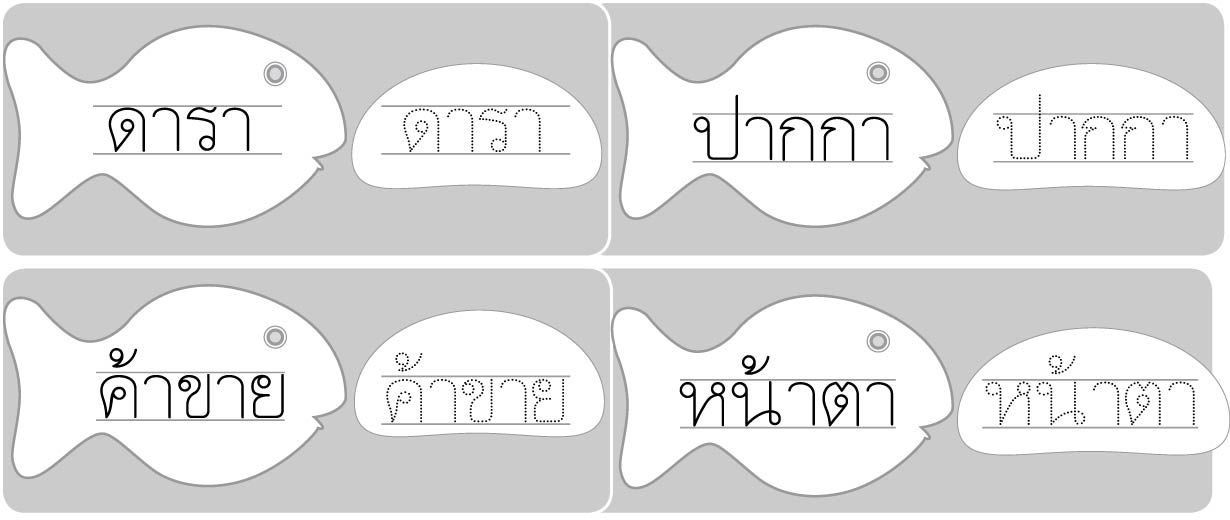 ดารา ดารา
ปากกา ปากกา
ค้าขาย ค้าขาย
หน้าตา หน้าตา